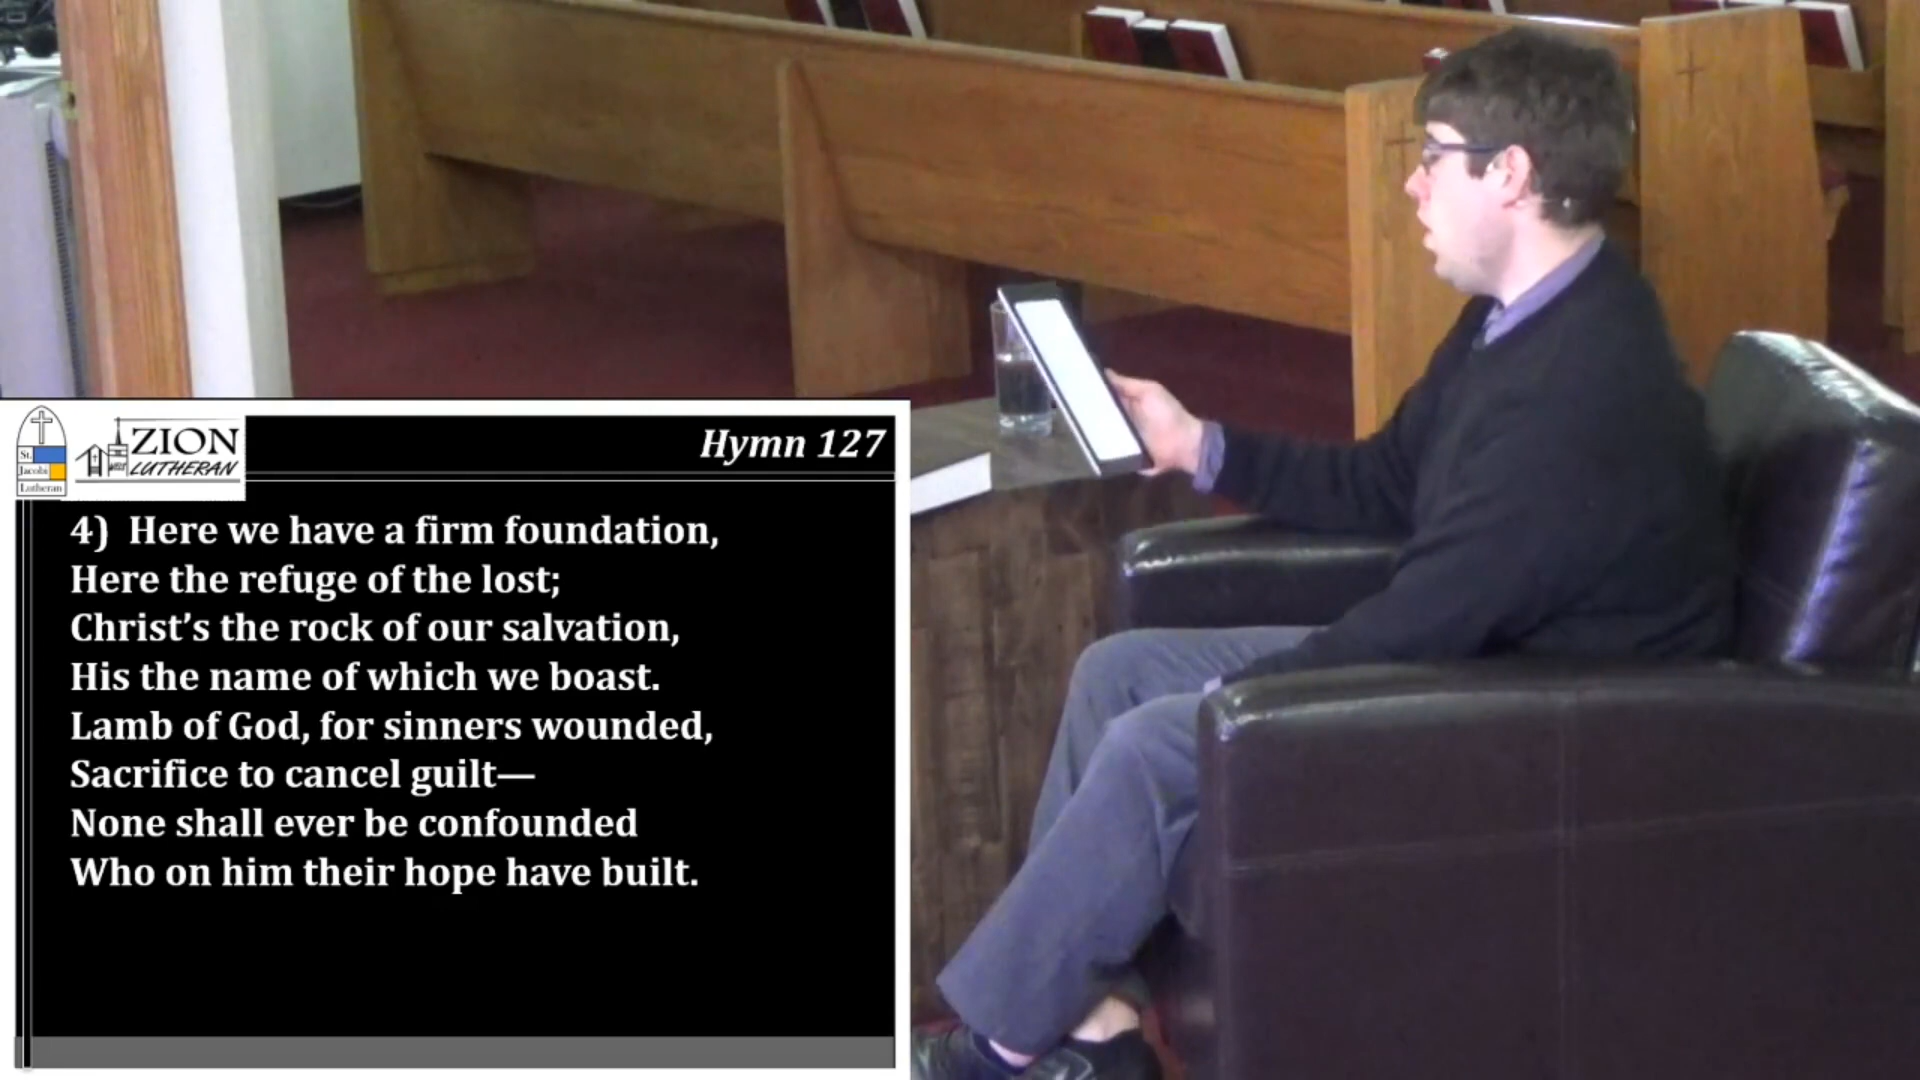 St.
Jacobi
Lutheran
ZION
LUTHERAN
Hymn 127
4) Here we have a firm foundation,
Here the refuge of the lost;
Christ’s the rock of our salvation,
His the name of which we boast.
Lamb of God, for sinners wounded,
Sacrifice to cancel guilt—
None shall ever be confounded
Who on him their hope have built.